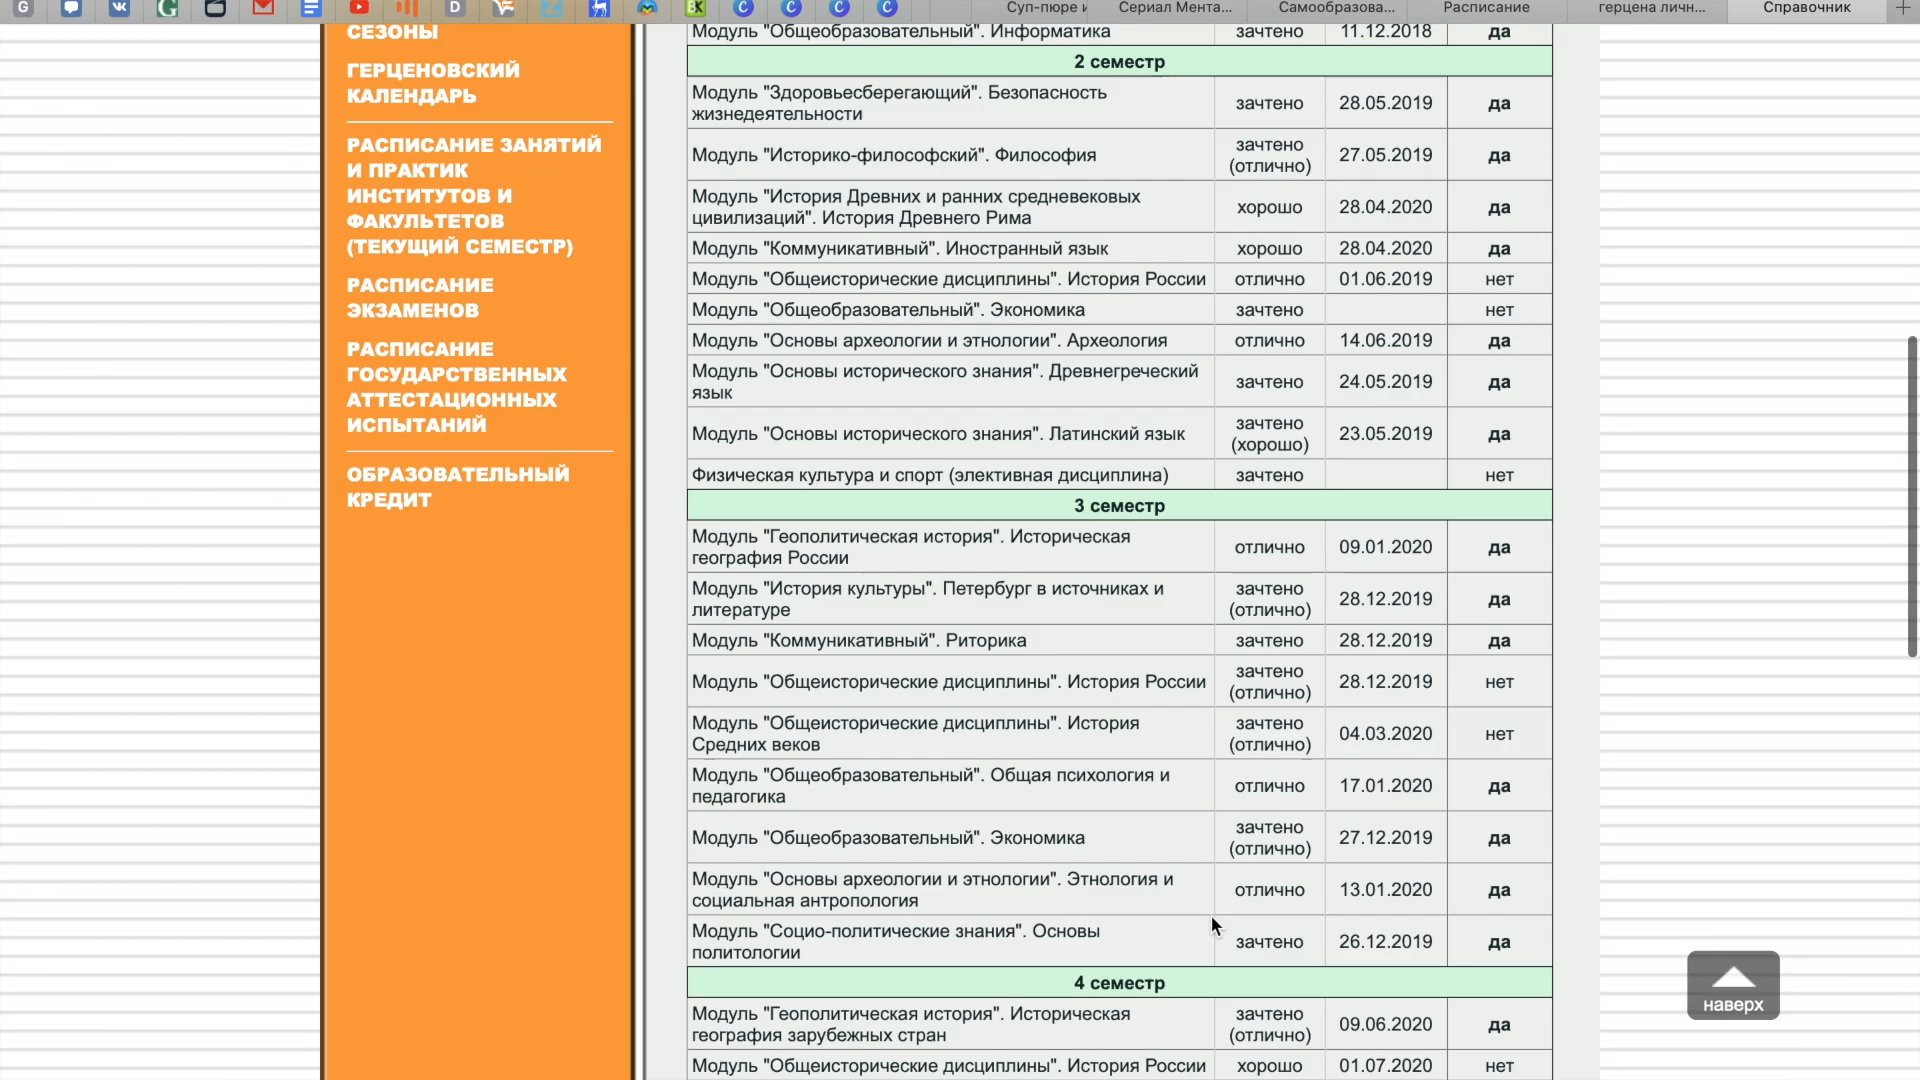 Суп-пюре и
Сериал Мента...
Самообразова...
Расписание
герцена личн...
Справочник
СЕЗОНЫ
ГЕРЦЕНОВСКИЙ
КАЛЕНДАРЬ
РАСПИСАНИЕ ЗАНЯТИЙ
И ПРАКТИК
ИНСТИТУТОВ И
ФАКУЛЬТЕТОВ
(ТЕКУЩИЙ СЕМЕСТР)
РАСПИСАНИЕ
ЭКЗАМЕНОВ
РАСПИСАНИЕ
ГОСУДАРСТВЕННЫХ
АТТЕСТАЦИОННЫХ
ИСПЫТАНИЙ
ОБРАЗОВАТЕЛЬНЫЙ
КРЕДИТ
Модуль "Общеобразовательный". Информатика зачтено 11.12.2018 да
2 семестр
Модуль "Здоровьесберегающий". Безопасность
жизнедеятельности зачтено 28.05.2019 да
Модуль "Историко-философский". Философия зачтено
(отлично) 27.05.2019 да
Модуль "История Древних и ранних средневековых
цивилизаций". История Древнего Рима хорошо 28.04.2020 да
Модуль "Коммуникативный". Иностранный язык хорошо 28.04.2020 да
Модуль "Общеисторические дисциплины". История России отлично 01.06.2019 нет
Модуль "Общеобразовательный". Экономика зачтено нет
Модуль "Основы археологии и этнологии". Археология отлично 14.06.2019 да
Модуль "Основы исторического знания". Древнегреческий
язык зачтено 24.05.2019 да
Модуль "Основы исторического знания". Латинский язык зачтено
(хорошо) 23.05.2019 да
Физическая культура и спорт (элективная дисциплина) зачтено нет
3 семестр
Модуль "Геополитическая история". Историческая
география России отлично 09.01.2020 да
Модуль "История культуры". Петербург в источниках и
литературе зачтено
(отлично) 28.12.2019 да
Модуль "Коммуникативный". Риторика зачтено 28.12.2019 да
Модуль "Общеисторические дисциплины". История России зачтено
(отлично) 28.12.2019 нет
Модуль "Общеисторические дисциплины". История
Средних веков зачтено
(отлично) 04.03.2020 нет
Модуль "Общеобразовательный". Общая психология и
педагогика отлично 17.01.2020 да
Модуль "Общеобразовательный". Экономика зачтено
(отлично) 27.12.2019 да
Модуль "Основы археологии и этнологии". Этнология и
социальная антропология отлично 13.01.2020 да
Модуль "Социо-политические знания". Основы
политологии зачтено 26.12.2019 да
4 семестр
Модуль "Геополитическая история". Историческая
география зарубежных стран зачтено
(отлично) 09.06.2020 да
Модуль "Общеисторические дисциплины". История России хорошо 01.07.2020 нет
наверх